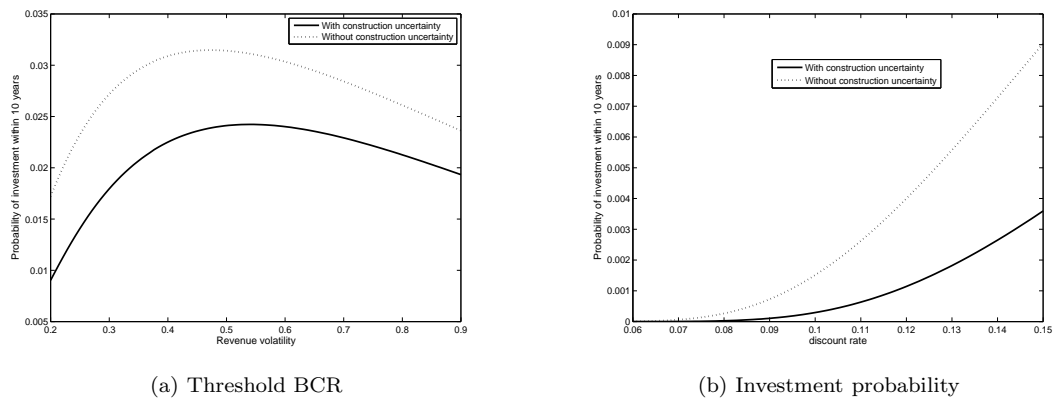 0.035
0.03
0.025
0.02
0.015
0.01
0.005
Probability of investment within 10 years
With construction uncertainty
Without construction uncertainty
0.2 0.3 0.4 0.5 0.6 0.7 0.8 0.9
Revenue volatility
(a) Threshold BCR
0.01
0.009
0.008
0.007
0.006
0.005
0.004
0.003
0.002
0.001
0
Probability of investment within 10 years
With construction uncertainty
Without construction uncertainty
0.06 0.07 0.08 0.09 0.1 0.11 0.12 0.13 0.14 0.15
discount rate
(b) Investment probability